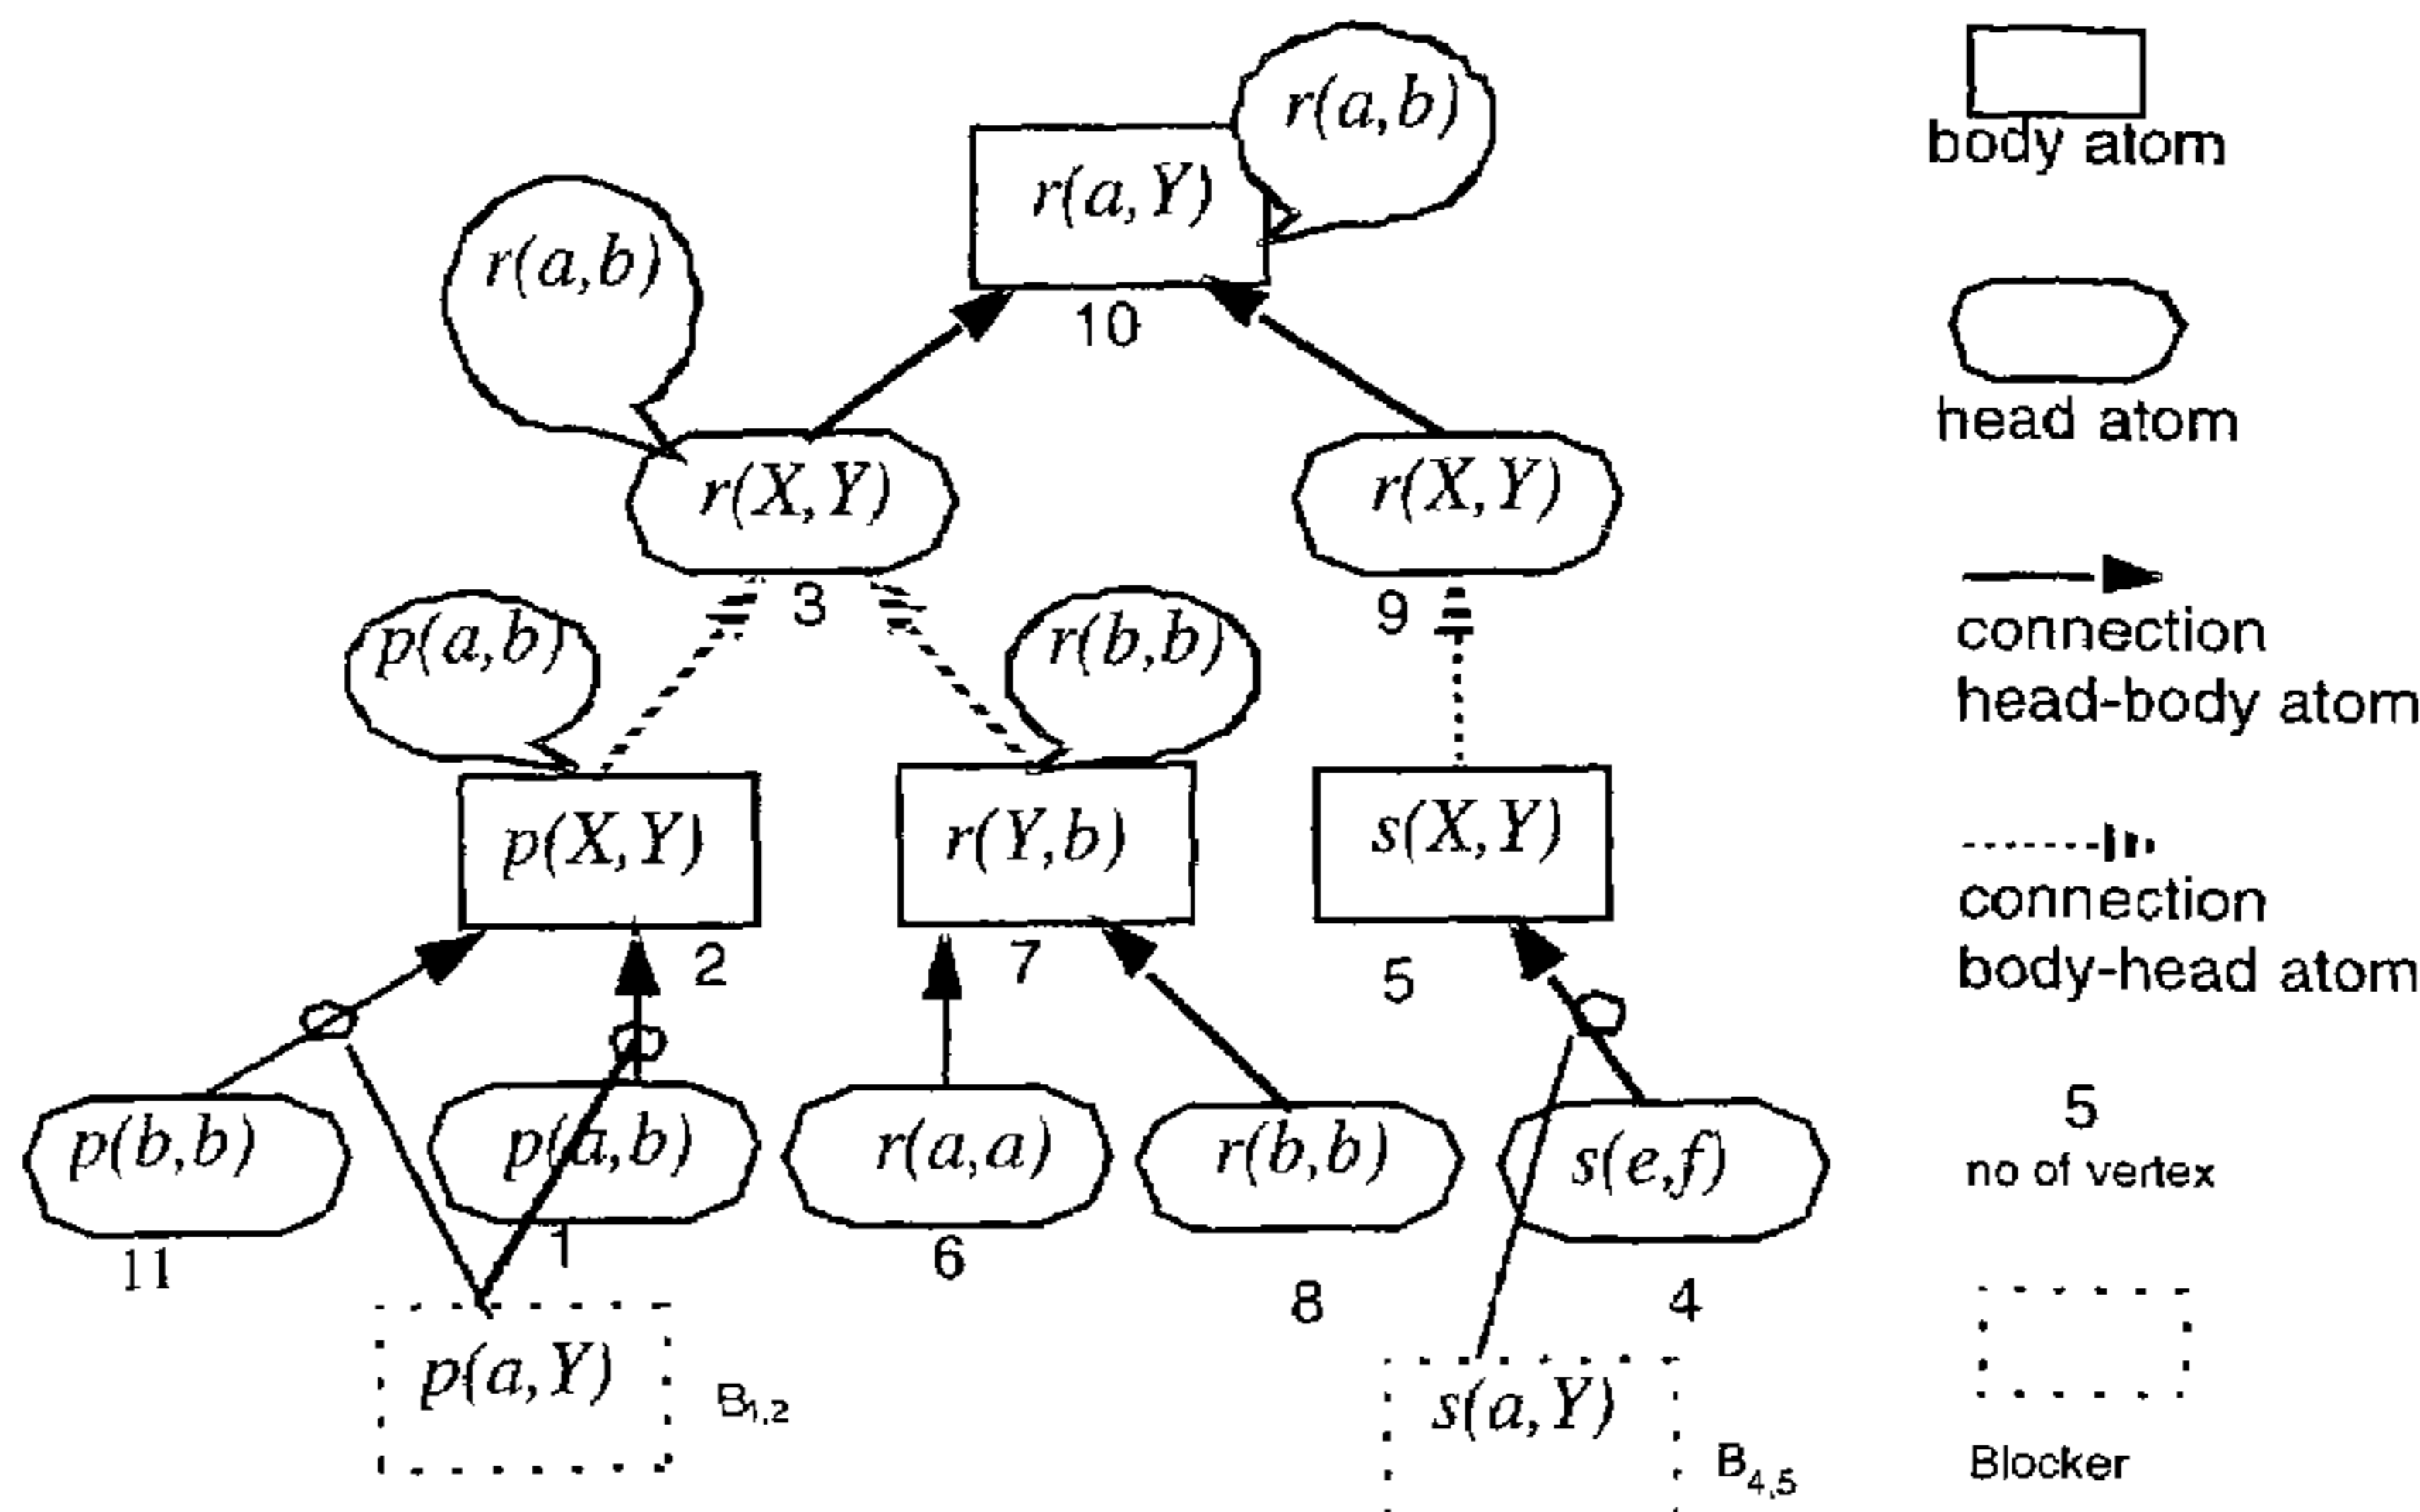 r(a,b)
r(a,Y)
10
r(a,b)
r(X,Y)
3
r(X,Y)
9
p(a,b)
r(b,b)
p(X,Y)
2
r(Y,b)
7
s(X,Y)
5
p(b,b)
11
p(a,b)
1
r(a,a)
6
r(b,b)
8
s(e,f)
4
p(a,Y)
B1,2
s(a,Y)
B4,5
body atom
head atom
connection
head-body atom
connection
body-head atom
5
no of vertex
Blocker